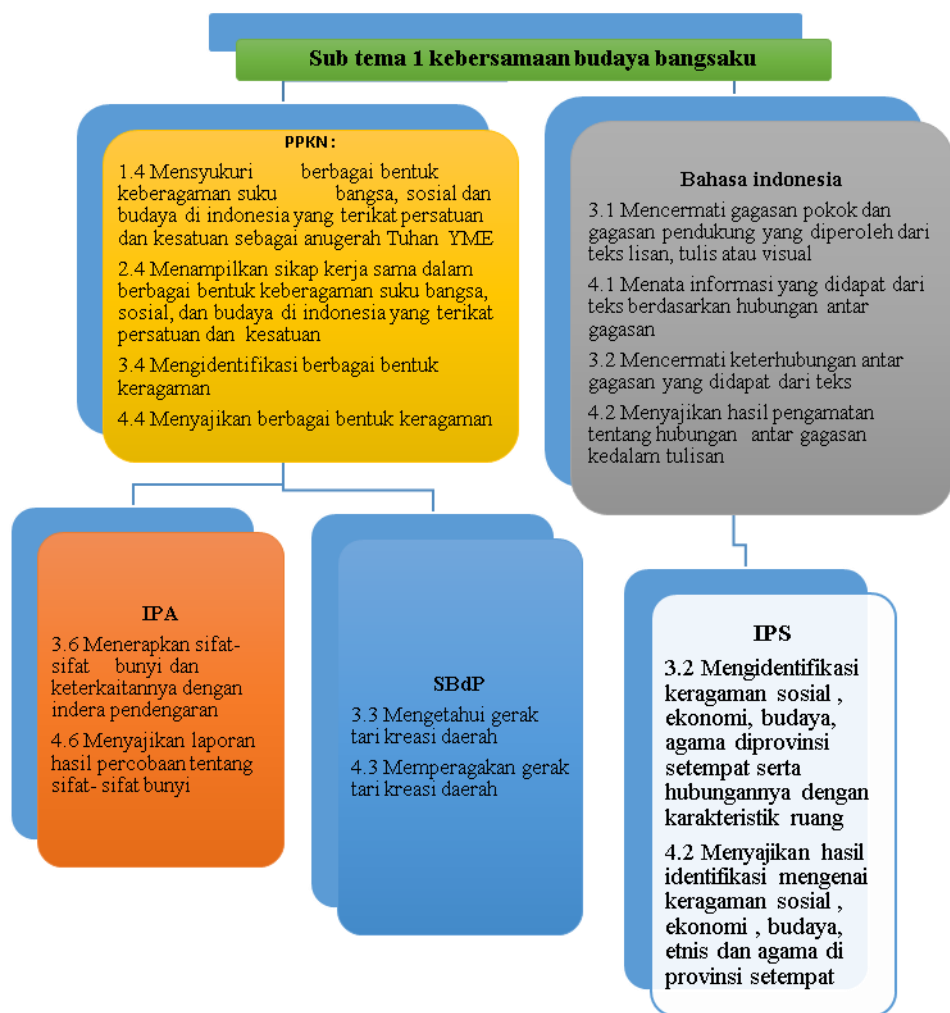 Sub tema 1 kebersamaan budaya bangsaku
PPKN :
1.4 Mensyukuri berbagai bentuk
keberagaman suku bangsa, sosial dan
budaya di indonesia yang terikat persatuan
dan kesatuan sebagai anugerah Tuhan YME
2.4 Menampilkan sikap kerja sama dalam
berbagai bentuk keberagaman suku bangsa,
sosial, dan budaya di indonesia yang terikat
persatuan dan kesatuan
3.4 Mengidentifikasi berbagai bentuk
keragaman
4.4 Menyajikan berbagai bentuk keragaman
Bahasa indonesia
3.1 Mencermati gagasan pokok dan
gagasan pendukung yang diperoleh dari
teks lisan, tulis atau visual
4.1 Menata informasi yang didapat dari
teks berdasarkan hubungan antar
gagasan
3.2 Mencermati keterhubungan antar
gagasan yang didapat dari teks
4.2 Menyajikan hasil pengamatan
tentang hubungan antar gagasan
kedalam tulisan
IPA
3.6 Menerapkan sifat-
sifat bunyi dan
keterkaitannya dengan
indera pendengaran
4.6 Menyajikan laporan
hasil percobaan tentang
sifat- sifat bunyi
SBdP
3.3 Mengetahui gerak
tari kreasi daerah
4.3 Memperagakan gerak
tari kreasi daerah
IPS
3.2 Mengidentifikasi
keragaman sosial ,
ekonomi, budaya,
agama diprovinsi
setempat serta
hubungannya dengan
karakteristik ruang
4.2 Menyajikan hasil
identifikasi mengenai
keragaman sosial ,
ekonomi , budaya,
etnis dan agama di
provinsi setempat